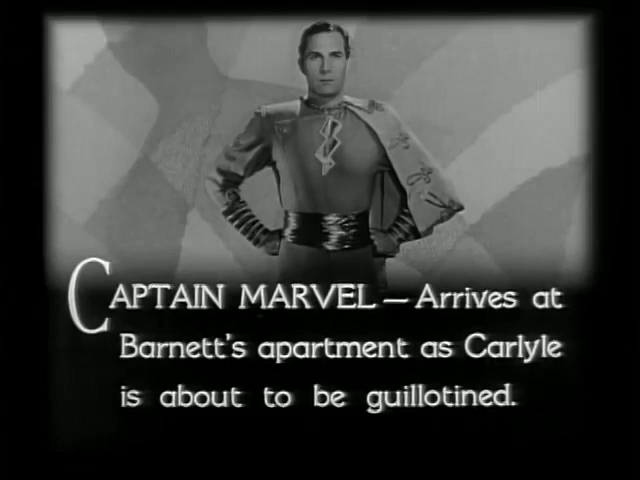 CAPTAIN MARVEL — Arrives at
Barnett's apartment as Carlyle
is about to be guillotined.